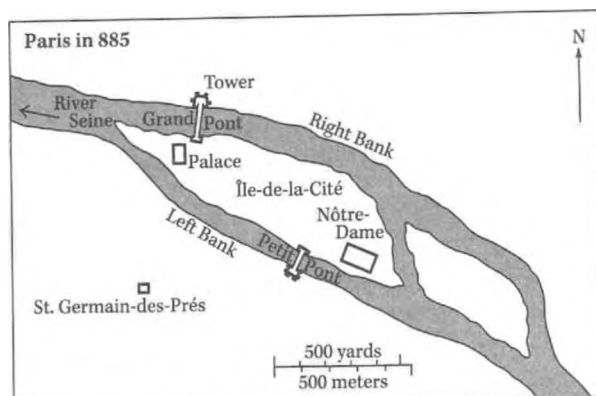 Paris in 885
N
Tower
River
Seine
Grand Pont
Right Bank
Palace
Île-de-la-Cité
Nôtre-
Dame
Left Bank
Petit Pont
St. Germain-des-Prés
500 yards
500 meters